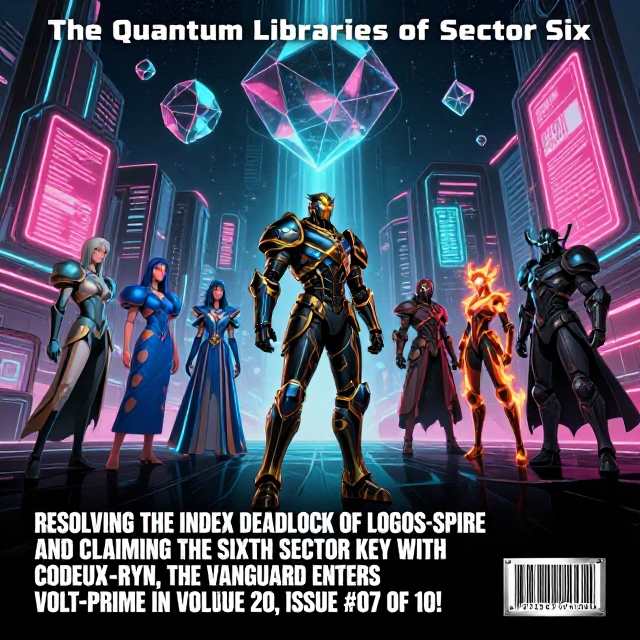 The Quantum Libraries of Sector Six
RESOLVING THE INDEX DEADLOCK OF LOGOS-SPIRE
AND CLAIMING THE SIXTH SECTOR KEY WITH
CODEUX-RYN, THE VANGUARD ENTERS
VOLT-PRIME IN VOLUUE 20, ISSUE #07 OF 10!